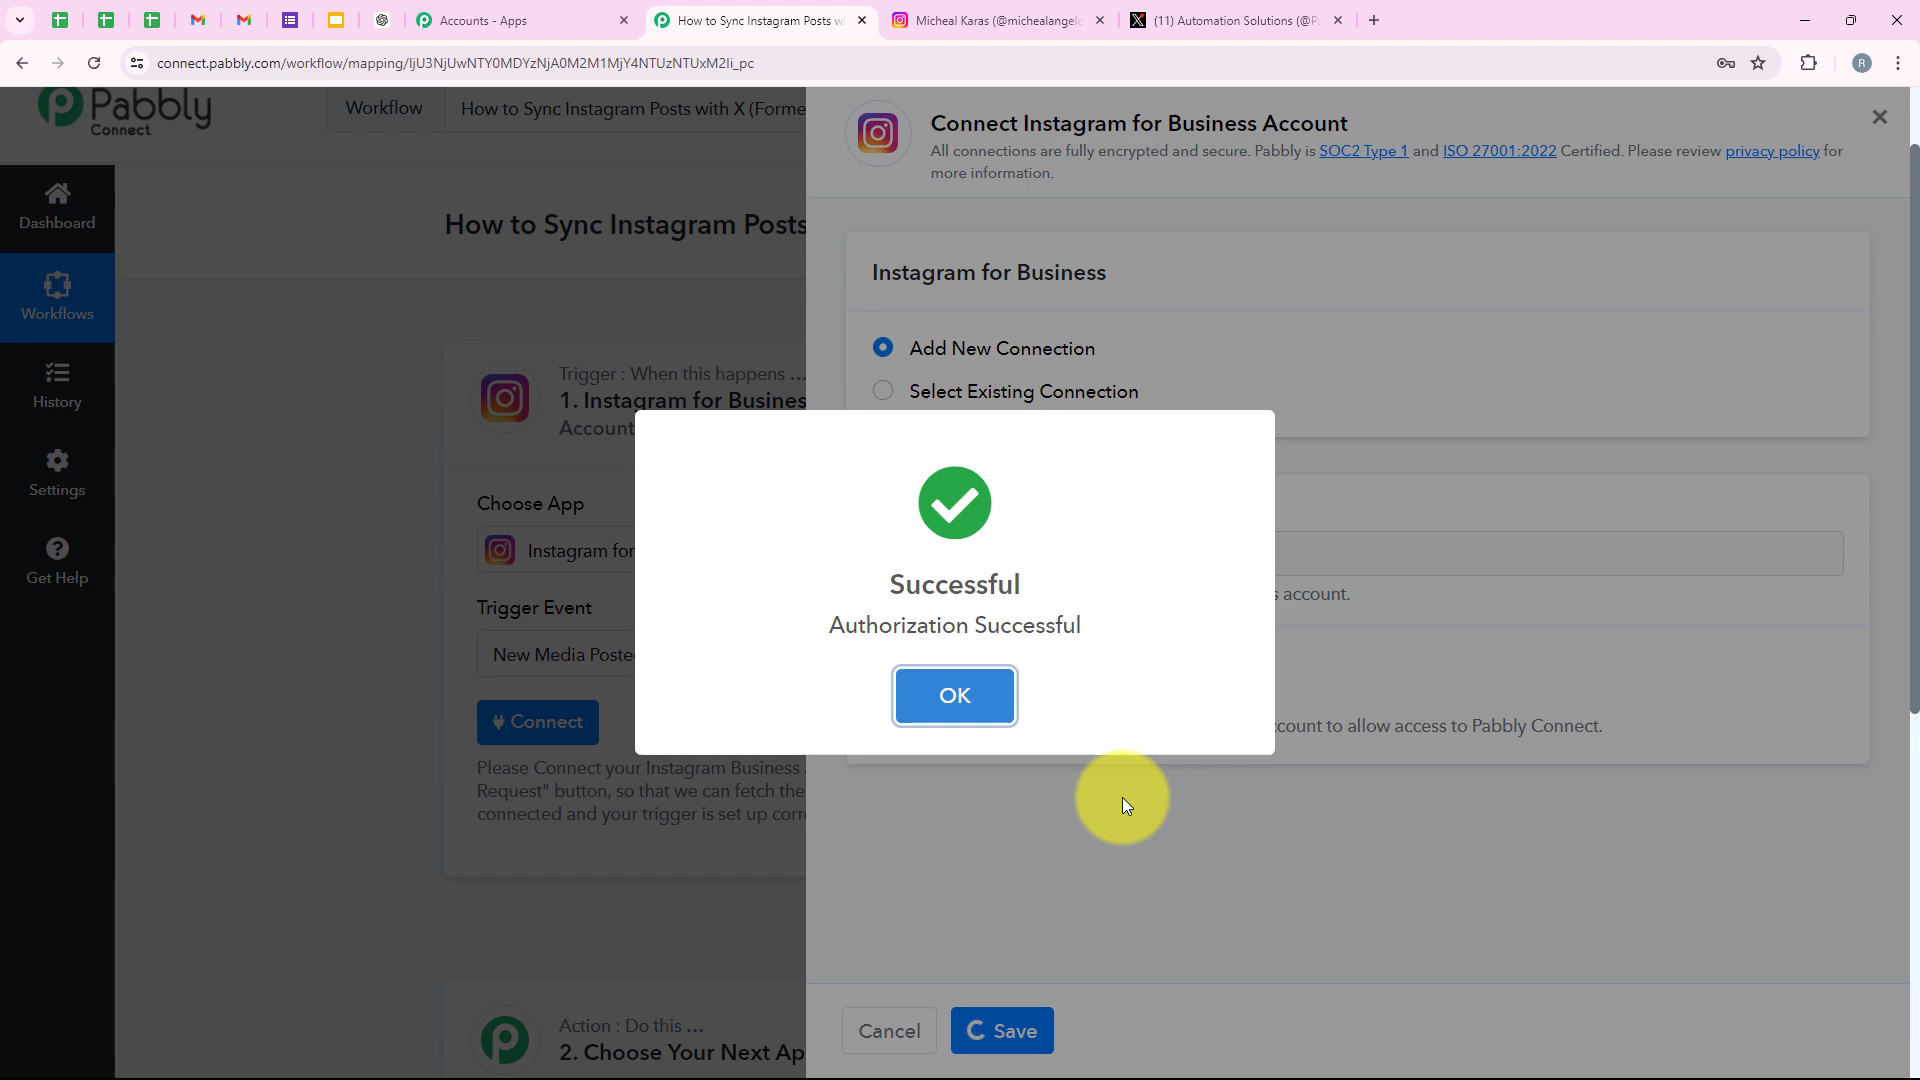 Accounts - Apps
How to Sync Instagram Posts wi
Micheal Karas (@michealangelo
(11) Automation Solutions (@Pa
connect.pabbly.com/workflow/mapping/
R
Pabbly
Connect
Workflow
How to Sync Instagram Posts with X (Forme
Connect Instagram for Business Account
All connections are fully encrypted and secure. Pabbly is SOC2 Type 1 and ISO 27001:2022 Certified. Please review privacy policy for
more information.
Dashboard
Workflows
History
Settings
Get Help
How to Sync Instagram Posts
Trigger : When this happens ...
1. Instagram for Busines
Account
Choose App
Instagram for
Trigger Event
New Media Posted
Connect
Please Connect your Instagram Business
Request" button, so that we can fetch the
connected and your trigger is set up corr
Action : Do this ...
2. Choose Your Next Ap
Instagram for Business
Add New Connection
Select Existing Connection
s account.
count to allow access to Pabbly Connect.
Successful
Authorization Successful
OK
Cancel
Save